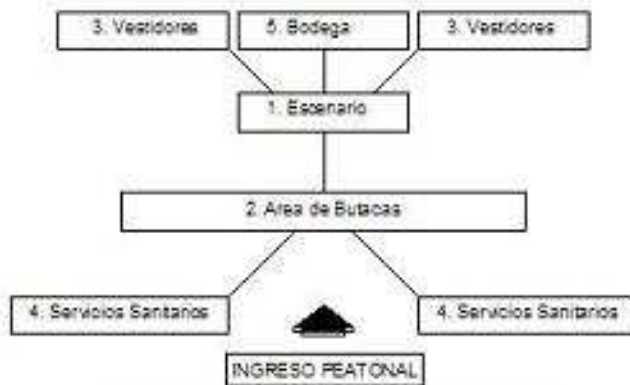 3. Vestidores
5. Bodega
3. Vestidores
1. Escenario
2. Area de Butacas
4. Servicios Sanitarios
4. Servicios Sanitarios
INGRESO PEATONAL